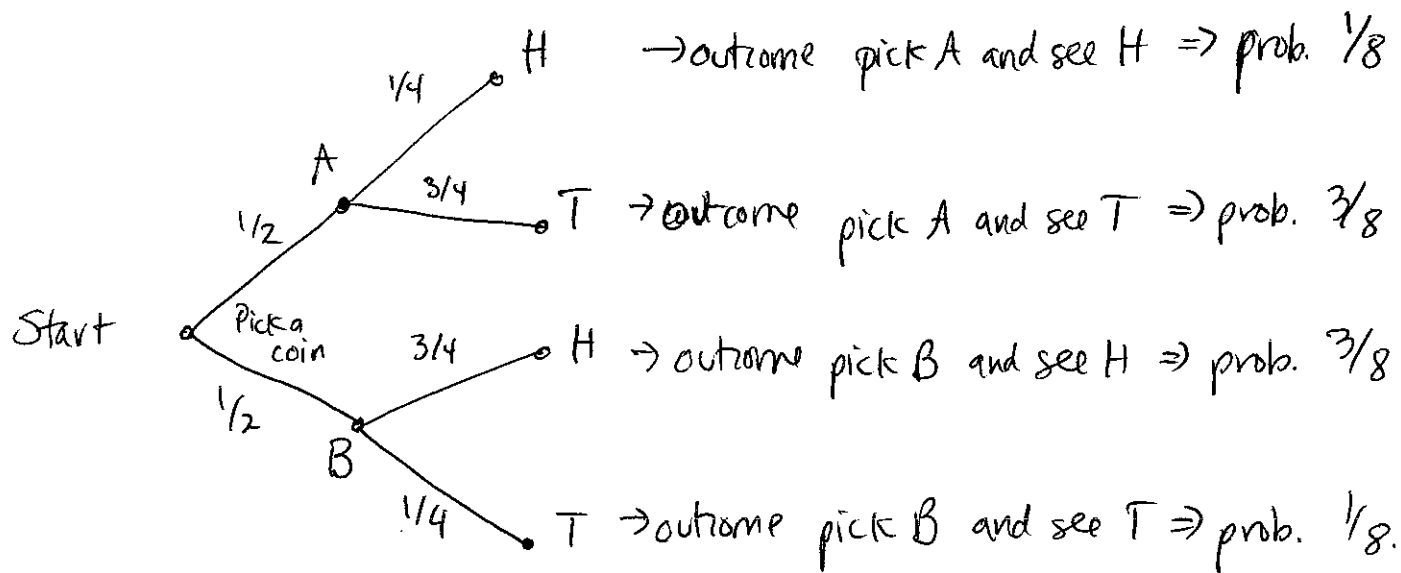 H →outcome pick A and see H ⇒ prob. 1/8
1/4
A
3/4
T →outcome pick A and see T ⇒ prob. 3/8
1/2
Start
Pick a
coin
3/4
H →outcome pick B and see H ⇒ prob. 3/8
1/2
B
1/4
T →outcome pick B and see T ⇒ prob. 1/8.